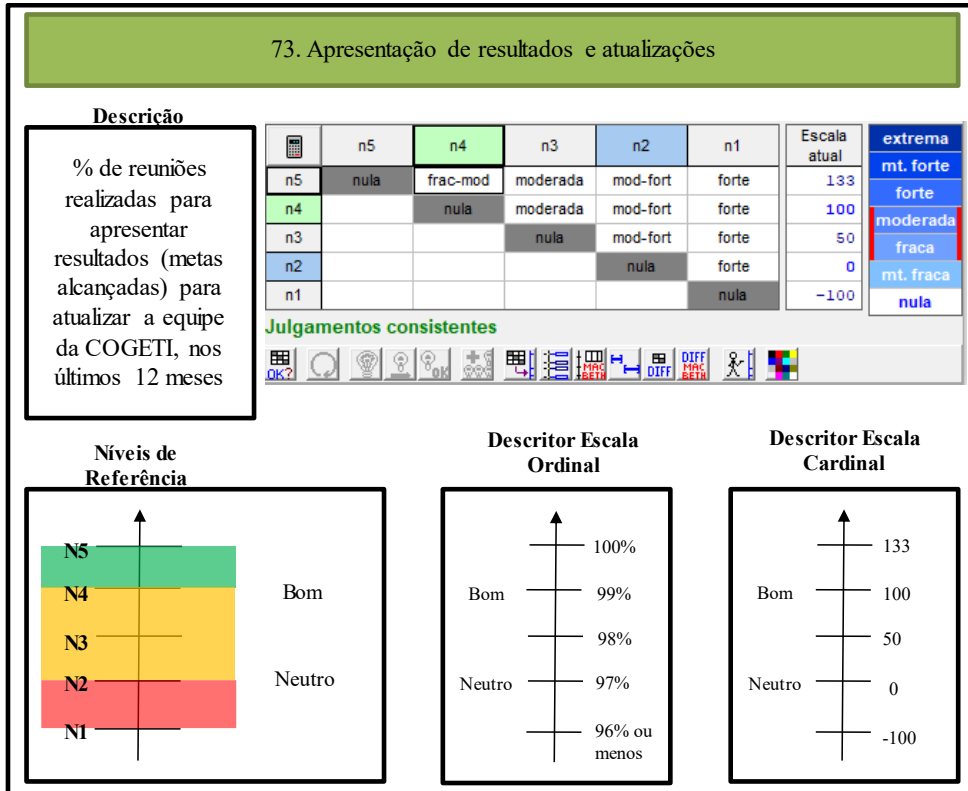 73. Apresentação de resultados e atualizações
Descrição
% de reuniões
realizadas para
apresentar
resultados (metas
alcançadas) para
atualizar a equipe
da COGETI, nos
últimos 12 meses
n5 n4 n3 n2 n1 Escala atual
n5 nula frac-mod moderada mod-fort forte 133
n4 nula moderada mod-fort forte 100
n3 nula mod-fort forte 50
n2 nula forte 0
n1 nula -100
extrema
mt. forte
forte
moderada
fraca
mt. fraca
nula
Julgamentos consistentes
OK? OK MAC BETH DIFF DIFF MAC BETH
Níveis de
Referência
N5
N4 Bom
N3
N2 Neutro
N1
Descritor Escala
Ordinal
100%
Bom 99%
98%
Neutro 97%
96% ou
menos
Descritor Escala
Cardinal
133
Bom 100
50
Neutro 0
-100